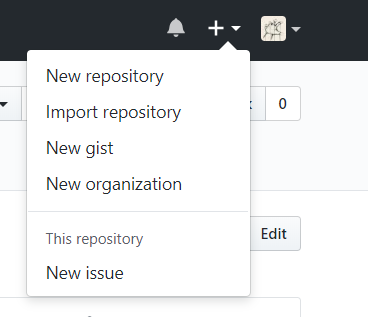 0
New repository
Import repository
New gist
New organization
This repository
New issue
Edit